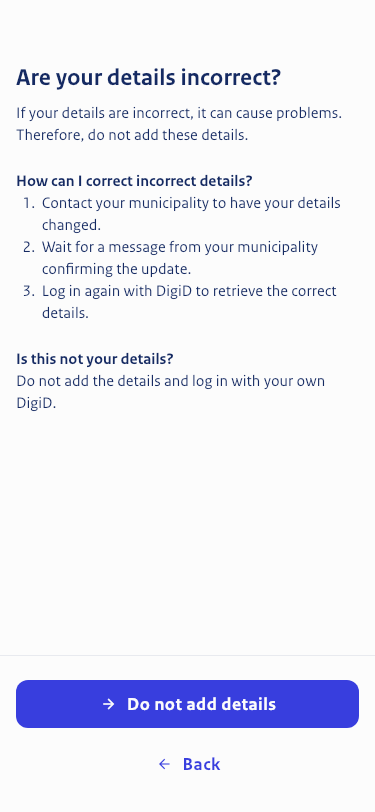 Are your details incorrect?
If your details are incorrect, it can cause problems.
Therefore, do not add these details.
How can I correct incorrect details?
1. Contact your municipality to have your details
changed.
2. Wait for a message from your municipality
confirming the update.
3. Log in again with DigiD to retrieve the correct
details.
Is this not your details?
Do not add the details and log in with your own
DigiD.
→ Do not add details
← Back